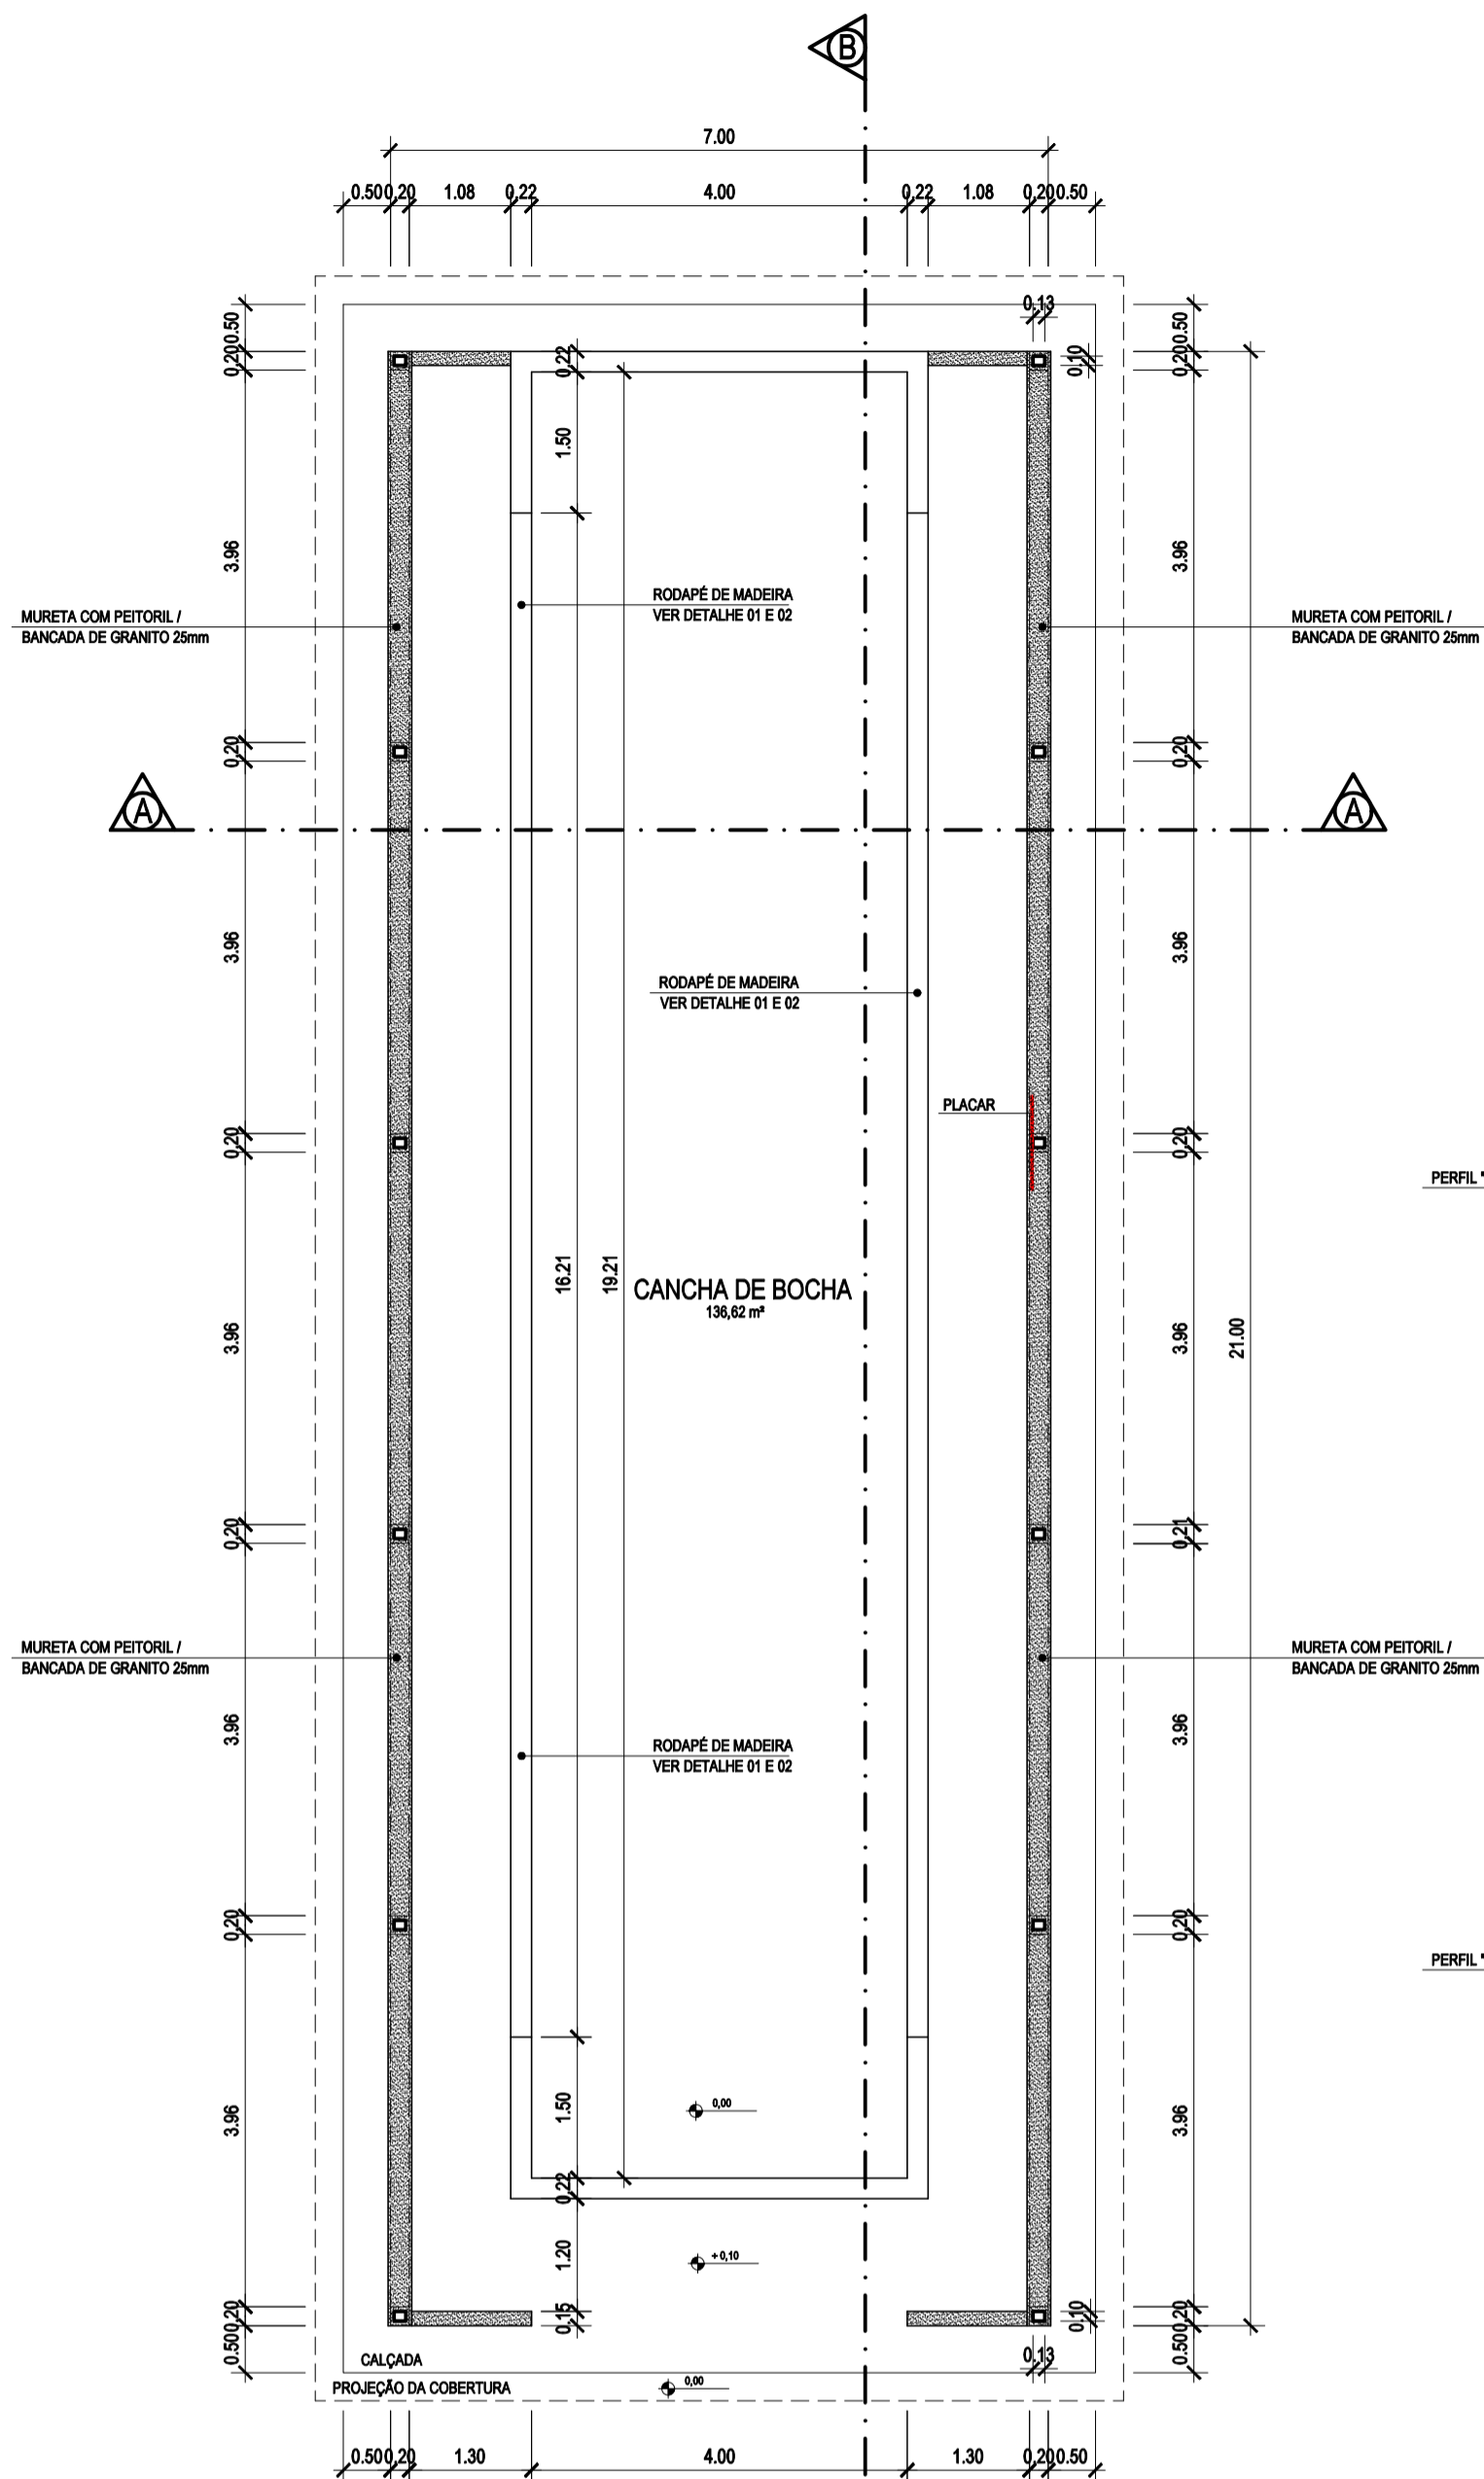 B
7.00
0.50 0,20 1.08 0,22 4.00 0,22 1.08 0,20 0.50
0,13
0.50
0,20
0,22
0,10
0.50
0,20
1.50
3.96
3.96
RODAPÉ DE MADEIRA
VER DETALHE 01 E 02
MURETA COM PEITORIL /
BANCADA DE GRANITO 25mm
MURETA COM PEITORIL /
BANCADA DE GRANITO 25mm
0,20
0,20
A
A
3.96
3.96
RODAPÉ DE MADEIRA
VER DETALHE 01 E 02
PLACAR
0,20
0,20
PERFIL "
16.21
19.21
CANCHA DE BOCHA
136,62 m²
3.96
3.96
21.00
0,20
0,21
MURETA COM PEITORIL /
BANCADA DE GRANITO 25mm
MURETA COM PEITORIL /
BANCADA DE GRANITO 25mm
3.96
3.96
RODAPÉ DE MADEIRA
VER DETALHE 01 E 02
0,20
0,20
PERFIL "
3.96
1.50
0,00
3.96
0,22
1.20
+ 0,10
0,20
0.50
0,15
0,10
0,20
0.50
0,13
CALÇADA
PROJEÇÃO DA COBERTURA
0,00
0.50 0,20 1.30 4.00 1.30 0,20 0.50